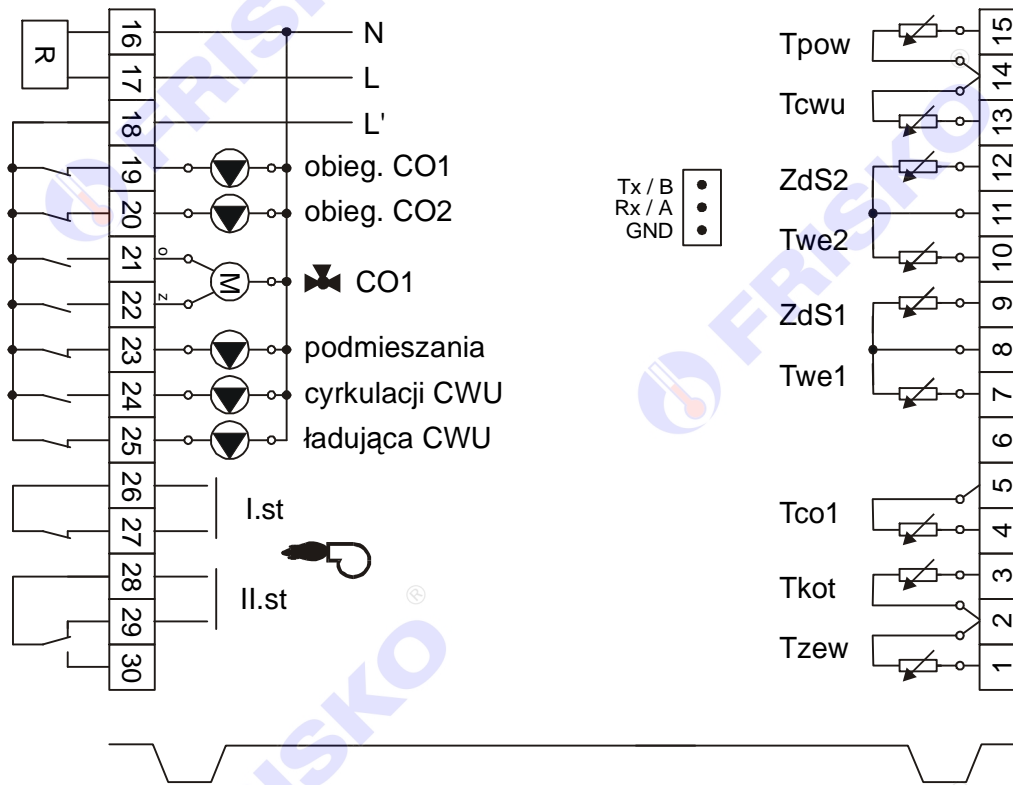 R
16 N
17 L
18 L'
19 obieg. CO1
20 obieg. CO2
21 o
M CO1
22 z
23 podmieszania
24 cyrkulacji CWU
25 ładująca CWU
26
I.st
27
28
II.st
29
30
Tx / B
Rx / A
GND
Tpow
15
14
Tcwu
13
ZdS2
12
11
Twe2
10
ZdS1
9
8
Twe1
7
6
5
Tco1
4
3
Tkot
2
Tzew
1
FRISKO
®
FRISKO
®
FRISKO
®